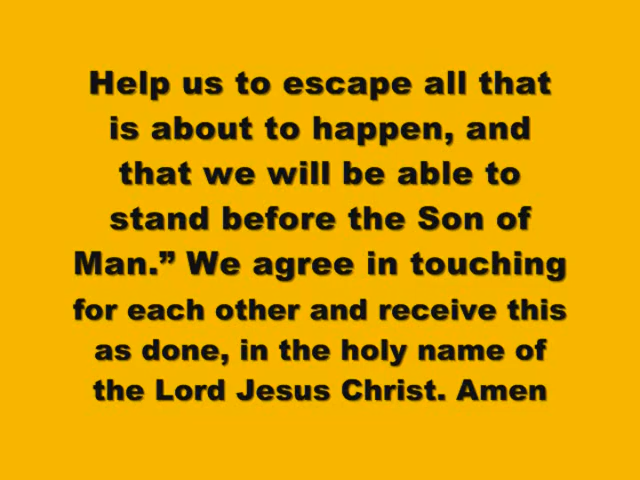 Help us to escape all that
is about to happen, and
that we will be able to
stand before the Son of
Man.” We agree in touching
for each other and receive this
as done, in the holy name of
the Lord Jesus Christ. Amen